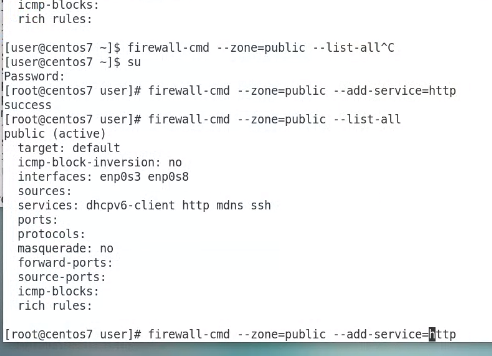 icmp-blocks:
rich rules:
[user@centos7 ~]$ firewall-cmd --zone=public --list-all^C
[user@centos7 ~]$ su
Password:
[root@centos7 user]# firewall-cmd --zone=public --add-service=http
success
[root@centos7 user]# firewall-cmd --zone=public --list-all
public (active)
target: default
icmp-block-inversion: no
interfaces: enp0s3 enp0s8
sources:
services: dhcpv6-client http mdns ssh
ports:
protocols:
masquerade: no
forward-ports:
source-ports:
icmp-blocks:
rich rules:
[root@centos7 user]# firewall-cmd --zone=public --add-service=http